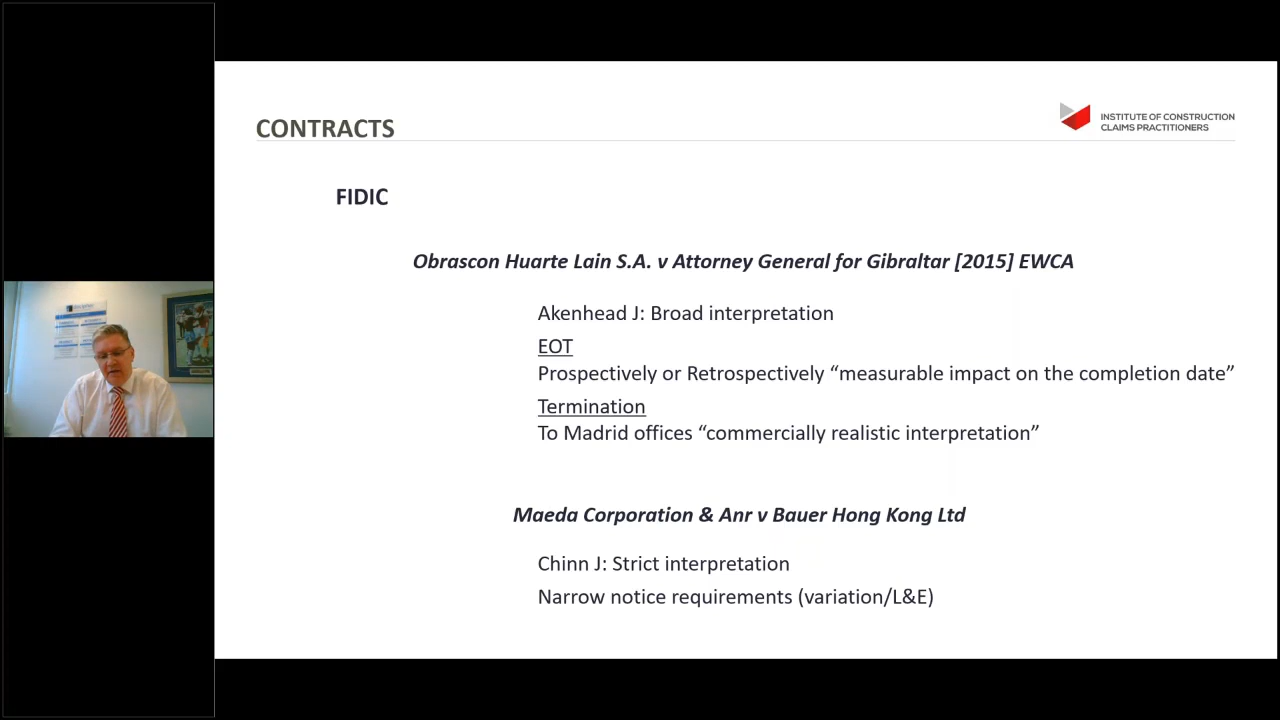 CONTRACTS
INSTITUTE OF CONSTRUCTION
CLAIMS PRACTITIONERS
FIDIC
Obrascon Huarte Lain S.A. v Attorney General for Gibraltar [2015] EWCA
Akenhead J: Broad interpretation
EOT
Prospectively or Retrospectively “measurable impact on the completion date”
Termination
To Madrid offices “commercially realistic interpretation”
Maeda Corporation & Anr v Bauer Hong Kong Ltd
Chinn J: Strict interpretation
Narrow notice requirements (variation/L&E)